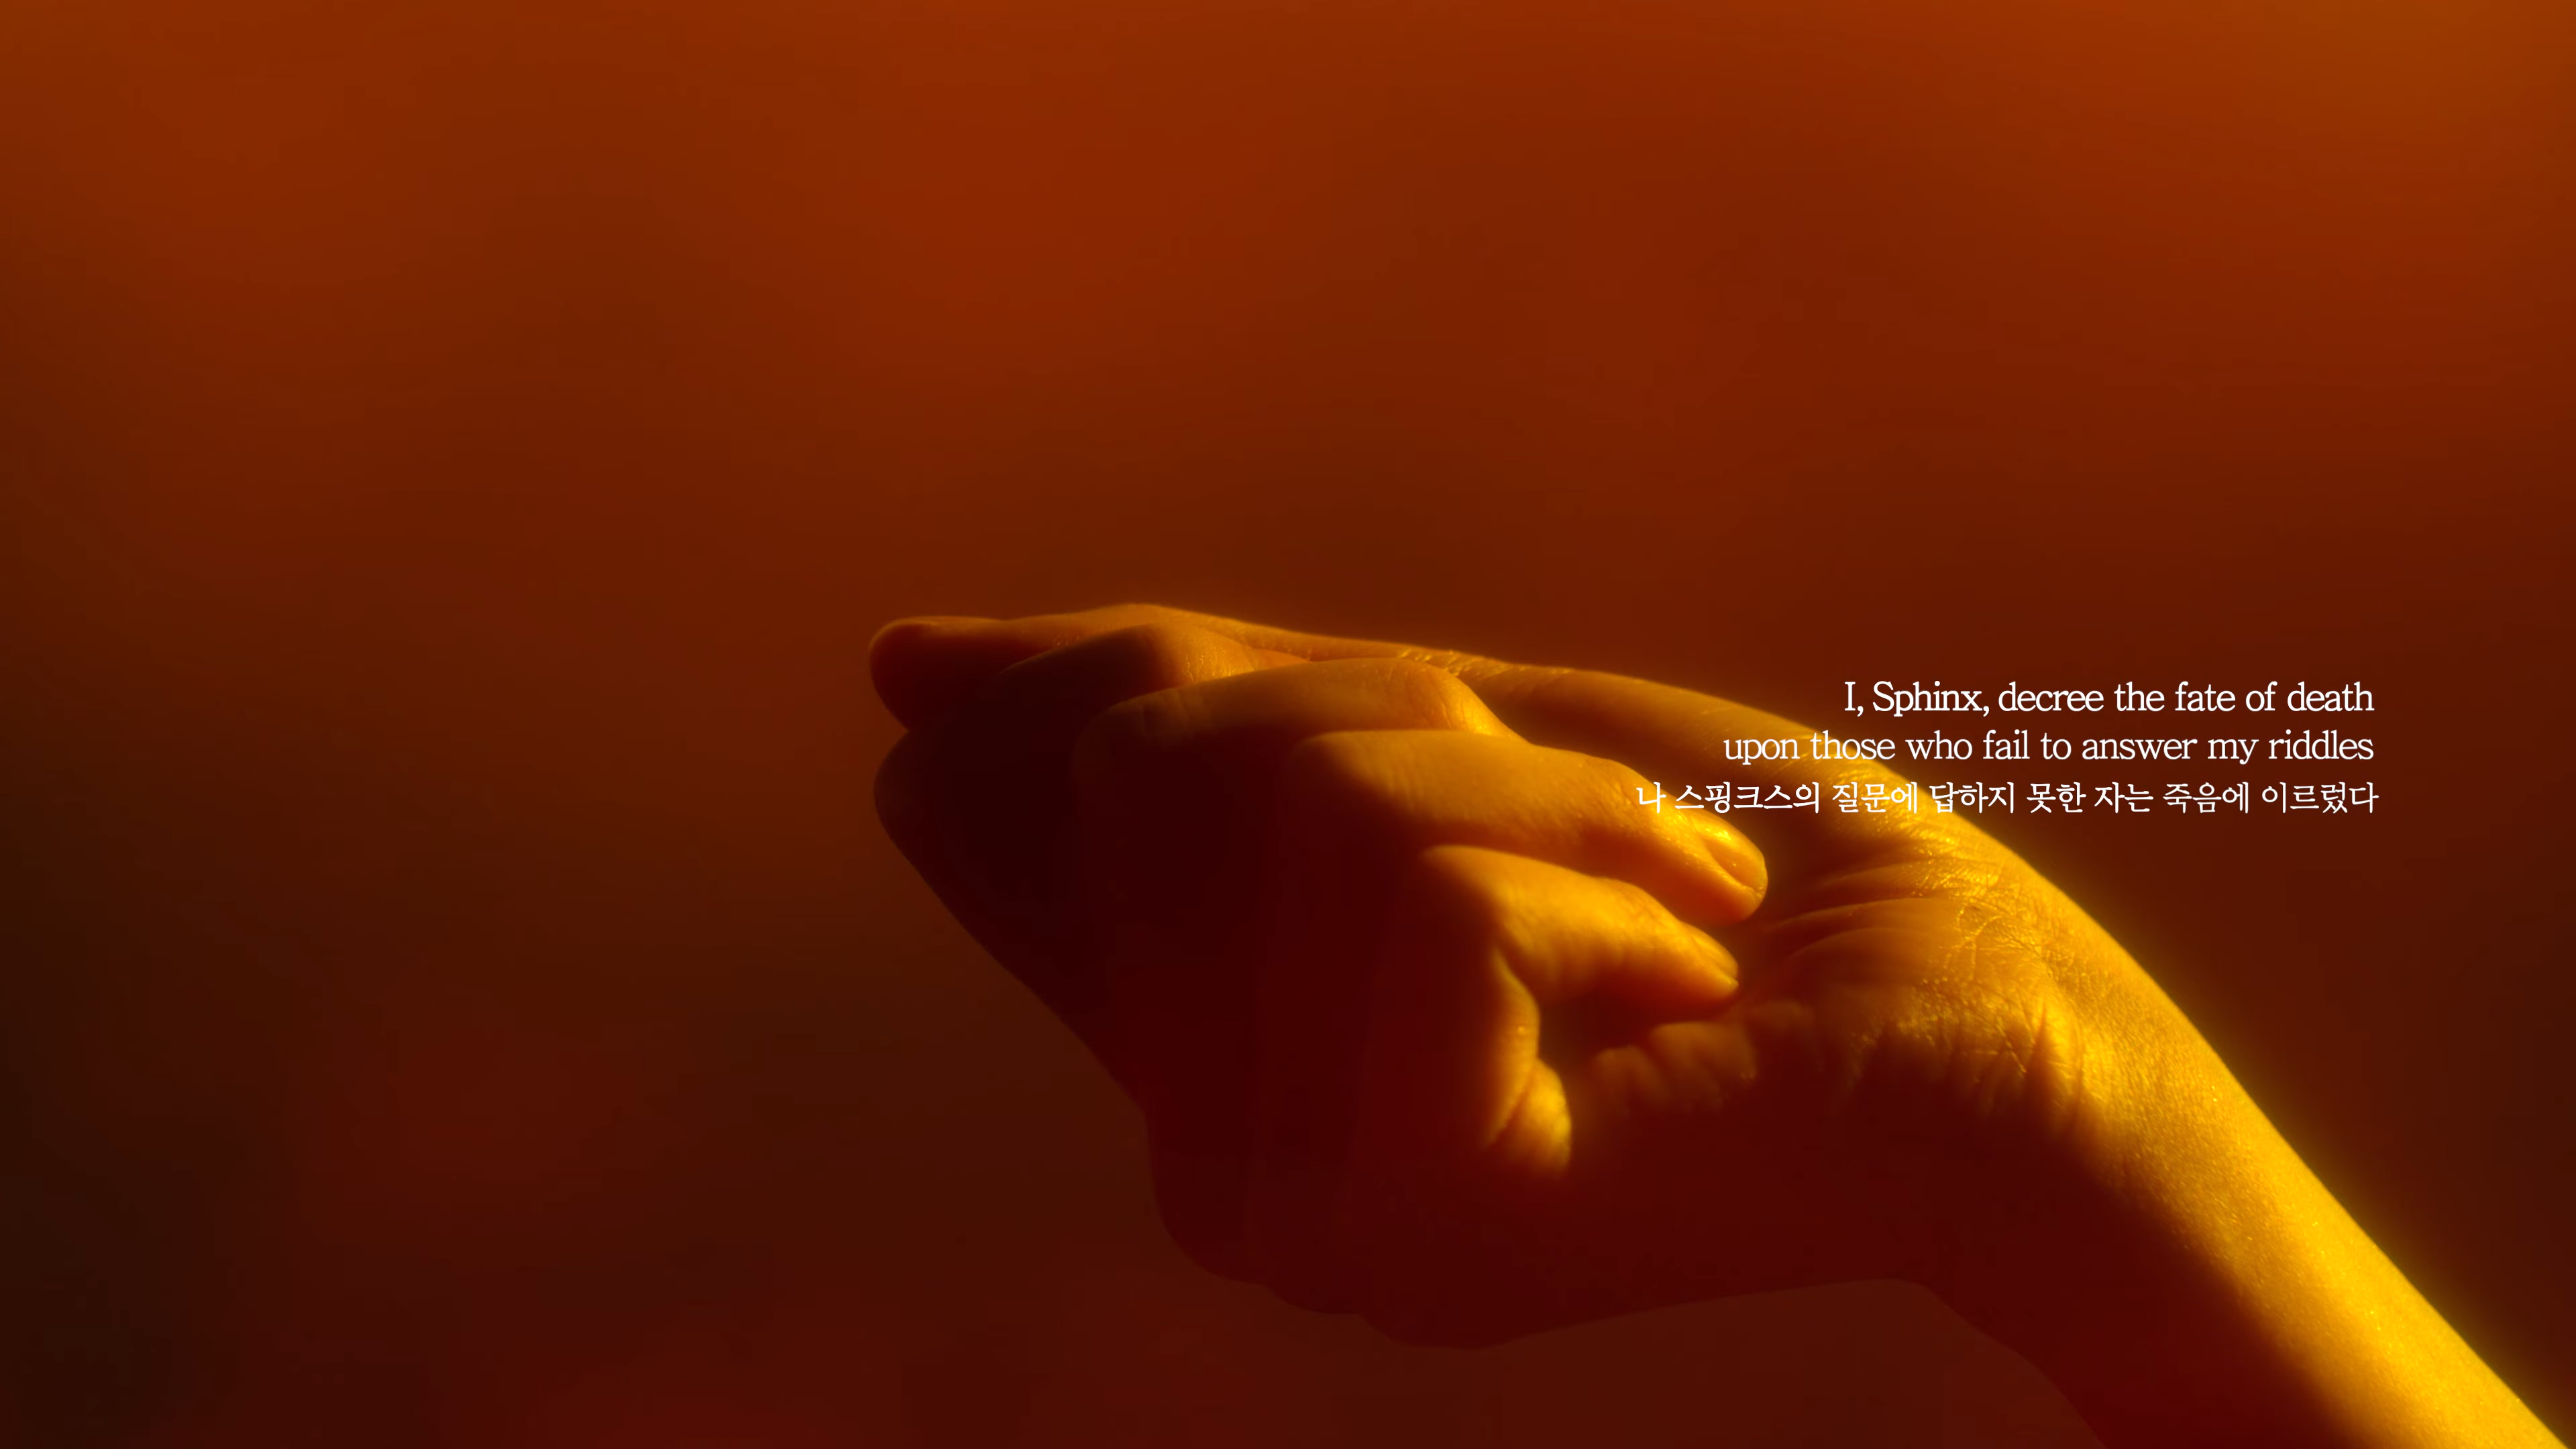 I, Sphinx, decree the fate of death
upon those who fail to answer my riddles
나 스핑크스의 질문에 답하지 못한 자는 죽음에 이르렀다